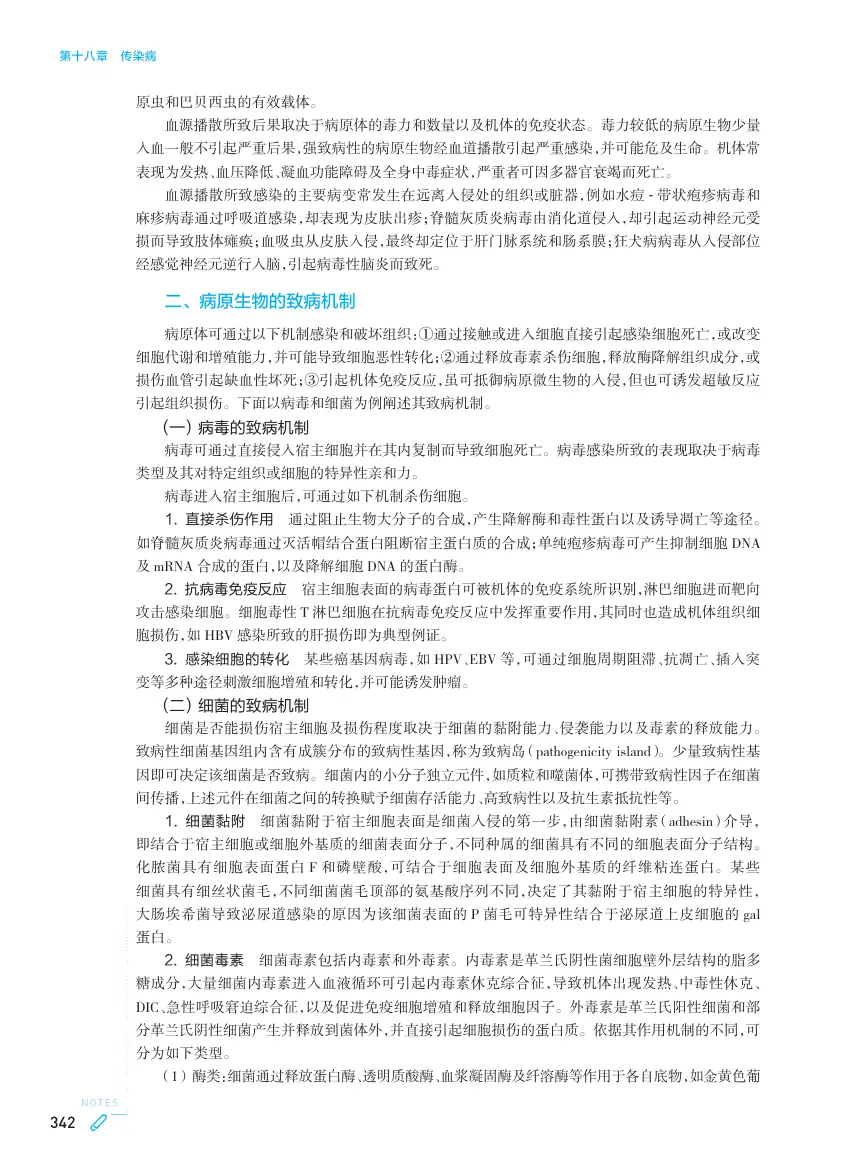 第十八章　传染病
原虫和巴贝西虫的有效载体。
血源播散所致后果取决于病原体的毒力和数量以及机体的免疫状态。毒力较低的病原生物少量
入血一般不引起严重后果,强致病性的病原生物经血道播散引起严重感染,并可能危及生命。机体常
表现为发热、血压降低、凝血功能障碍及全身中毒症状,严重者可因多器官衰竭而死亡。
血源播散所致感染的主要病变常发生在远离入侵处的组织或脏器,例如水痘 - 带状疱疹病毒和
麻疹病毒通过呼吸道感染,却表现为皮肤出疹;脊髓灰质炎病毒由消化道侵入,却引起运动神经元受
损而导致肢体瘫痪;血吸虫从皮肤入侵,最终却定位于肝门脉系统和肠系膜;狂犬病病毒从入侵部位
经感觉神经元逆行入脑,引起病毒性脑炎而致死。
二、病原生物的致病机制
病原体可通过以下机制感染和破坏组织:①通过接触或进入细胞直接引起感染细胞死亡,或改变
细胞代谢和增殖能力,并可能导致细胞恶性转化;②通过释放毒素杀伤细胞,释放酶降解组织成分,或
损伤血管引起缺血性坏死;③引起机体免疫反应,虽可抵御病原微生物的入侵,但也可诱发超敏反应
引起组织损伤。下面以病毒和细菌为例阐述其致病机制。
（一）病毒的致病机制
病毒可通过直接侵入宿主细胞并在其内复制而导致细胞死亡。病毒感染所致的表现取决于病毒
类型及其对特定组织或细胞的特异性亲和力。
病毒进入宿主细胞后,可通过如下机制杀伤细胞。
1. 直接杀伤作用　通过阻止生物大分子的合成,产生降解酶和毒性蛋白以及诱导凋亡等途径。
如脊髓灰质炎病毒通过灭活帽结合蛋白阻断宿主蛋白质的合成;单纯疱疹病毒可产生抑制细胞 DNA
及 mRNA 合成的蛋白,以及降解细胞 DNA 的蛋白酶。
2. 抗病毒免疫反应　宿主细胞表面的病毒蛋白可被机体的免疫系统所识别,淋巴细胞进而靶向
攻击感染细胞。细胞毒性 T 淋巴细胞在抗病毒免疫反应中发挥重要作用,其同时也造成机体组织细
胞损伤,如 HBV 感染所致的肝损伤即为典型例证。
3. 感染细胞的转化　某些癌基因病毒,如 HPV、EBV 等,可通过细胞周期阻滞、抗凋亡、插入突
变等多种途径刺激细胞增殖和转化,并可能诱发肿瘤。
（二）细菌的致病机制
细菌是否能损伤宿主细胞及损伤程度取决于细菌的黏附能力、侵袭能力以及毒素的释放能力。
致病性细菌基因组内含有成簇分布的致病性基因,称为致病岛（pathogenicity island）。少量致病性基
因即可决定该细菌是否致病。细菌内的小分子独立元件,如质粒和噬菌体,可携带致病性因子在细菌
间传播,上述元件在细菌之间的转换赋予细菌存活能力、高致病性以及抗生素抵抗性等。
1. 细菌黏附　细菌黏附于宿主细胞表面是细菌入侵的第一步,由细菌黏附素（adhesin）介导,
即结合于宿主细胞或细胞外基质的细菌表面分子,不同种属的细菌具有不同的细胞表面分子结构。
化脓菌具有细胞表面蛋白 F 和磷壁酸,可结合于细胞表面及细胞外基质的纤维粘连蛋白。某些
细菌具有细丝状菌毛,不同细菌菌毛顶部的氨基酸序列不同,决定了其黏附于宿主细胞的特异性,
大肠埃希菌导致泌尿道感染的原因为该细菌表面的 P 菌毛可特异性结合于泌尿道上皮细胞的 gal
蛋白。
2. 细菌毒素　细菌毒素包括内毒素和外毒素。内毒素是革兰氏阴性菌细胞壁外层结构的脂多
糖成分,大量细菌内毒素进入血液循环可引起内毒素休克综合征,导致机体出现发热、中毒性休克、
DIC、急性呼吸窘迫综合征,以及促进免疫细胞增殖和释放细胞因子。外毒素是革兰氏阳性细菌和部
分革兰氏阴性细菌产生并释放到菌体外,并直接引起细胞损伤的蛋白质。依据其作用机制的不同,可
分为如下类型。
（1）酶类:细菌通过释放蛋白酶、透明质酸酶、血浆凝固酶及纤溶酶等作用于各自底物,如金黄色葡
NOTES
342